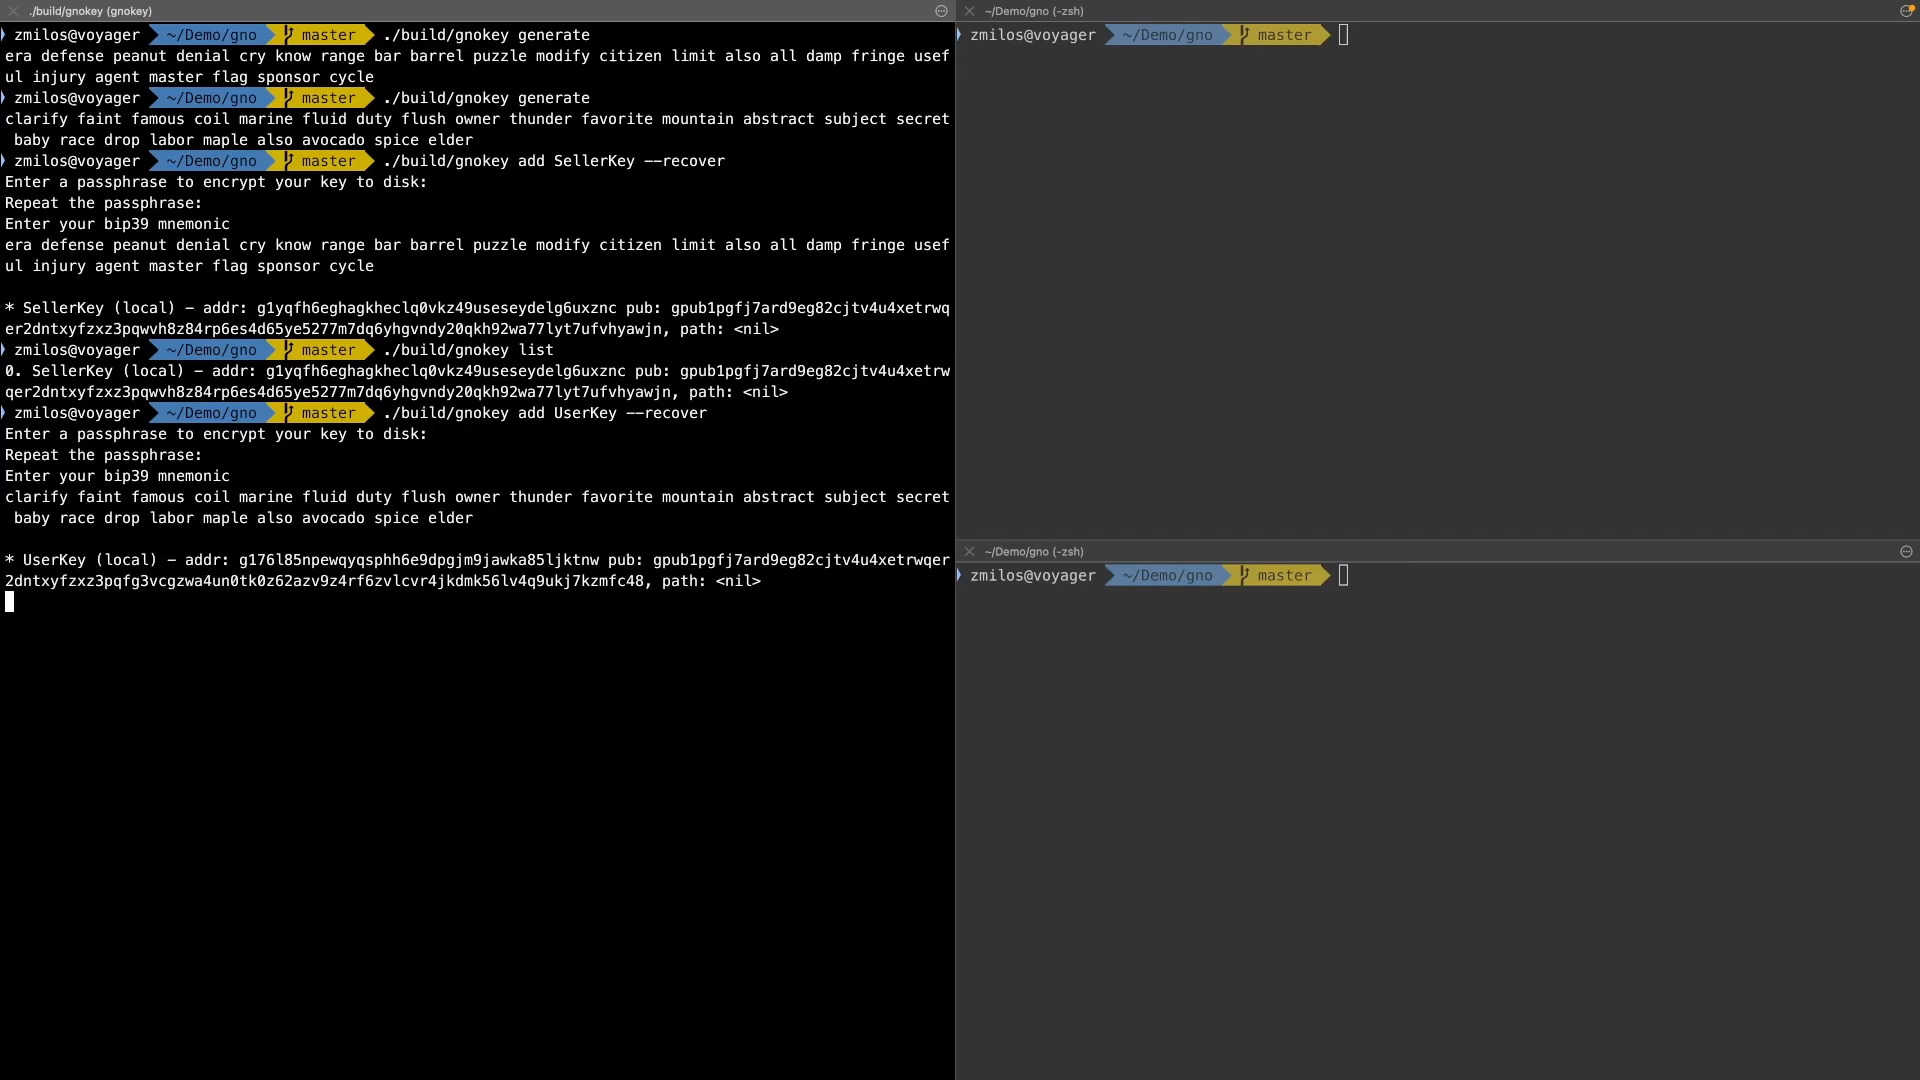 ./build/gnokey (gnokey)
zmilos@voyager ~/Demo/gno master ./build/gnokey generate
era defense peanut denial cry know range bar barrel puzzle modify citizen limit also all damp fringe usef
ul injury agent master flag sponsor cycle
zmilos@voyager ~/Demo/gno master ./build/gnokey generate
clarify faint famous coil marine fluid duty flush owner thunder favorite mountain abstract subject secret
baby race drop labor maple also avocado spice elder
zmilos@voyager ~/Demo/gno master ./build/gnokey add SellerKey --recover
Enter a passphrase to encrypt your key to disk:
Repeat the passphrase:
Enter your bip39 mnemonic
era defense peanut denial cry know range bar barrel puzzle modify citizen limit also all damp fringe usef
ul injury agent master flag sponsor cycle
* SellerKey (local) - addr: g1yqfh6eghagkheclq0vkz49useseydelg6uxznc pub: gpub1pgfj7ard9eg82cjtv4u4xetrwq
er2dntxyfzxz3pqwvh8z84rp6es4d65ye5277m7dq6yhgvndy20qkh92wa77lyt7ufvhyawjn, path: <nil>
zmilos@voyager ~/Demo/gno master ./build/gnokey list
0. SellerKey (local) - addr: g1yqfh6eghagkheclq0vkz49useseydelg6uxznc pub: gpub1pgfj7ard9eg82cjtv4u4xetrw
qer2dntxyfzxz3pqwvh8z84rp6es4d65ye5277m7dq6yhgvndy20qkh92wa77lyt7ufvhyawjn, path: <nil>
zmilos@voyager ~/Demo/gno master ./build/gnokey add UserKey --recover
Enter a passphrase to encrypt your key to disk:
Repeat the passphrase:
Enter your bip39 mnemonic
clarify faint famous coil marine fluid duty flush owner thunder favorite mountain abstract subject secret
baby race drop labor maple also avocado spice elder
* UserKey (local) - addr: g176l85npewqyqsphh6e9dpgjm9jawka85ljktnw pub: gpub1pgfj7ard9eg82cjtv4u4xetrwqer
2dntxyfzxz3pqfg3vcgzwa4un0tk0z62azv9z4rf6zvlcvr4jkdmk56lv4q9ukj7kzmfc48, path: <nil>
~/Demo/gno (-zsh)
zmilos@voyager ~/Demo/gno master
~/Demo/gno (-zsh)
zmilos@voyager ~/Demo/gno master